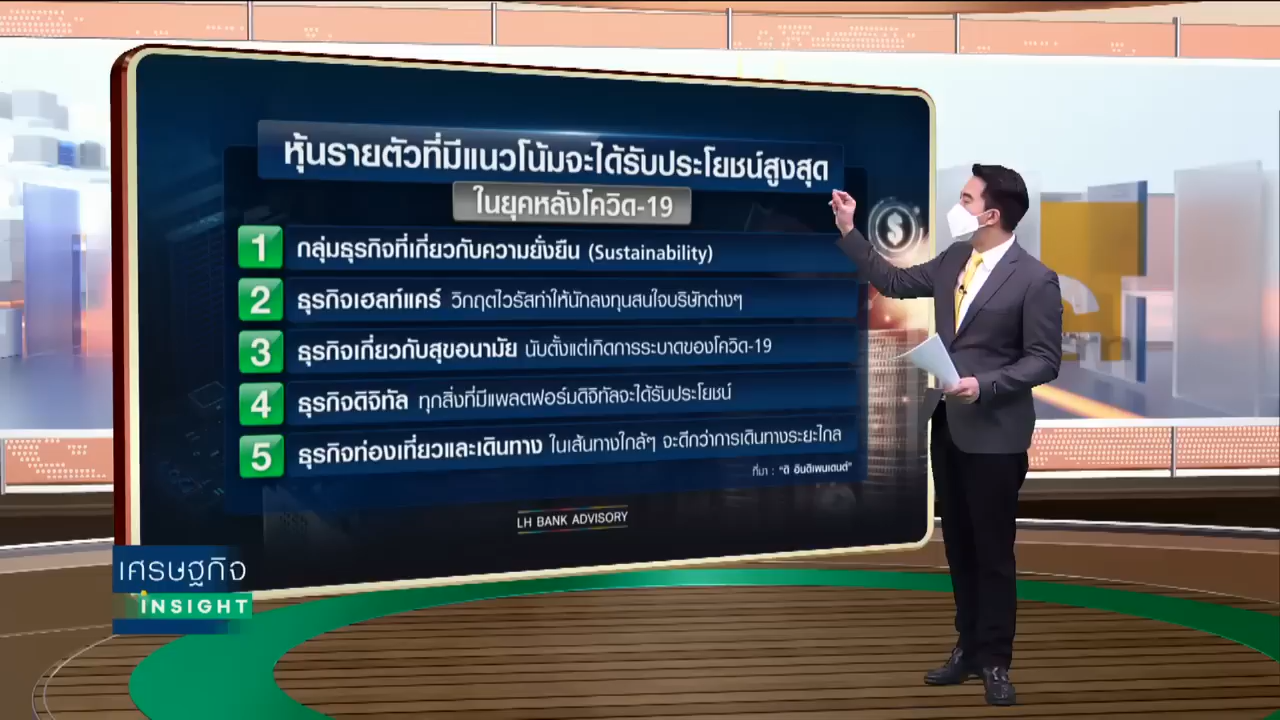 หุ้นรายตัวที่มีแนวโน้มจะได้รับประโยชน์สูงสุด
ในยุคหลังโควิด-19
1 กลุ่มธุรกิจที่เกี่ยวกับความยั่งยืน (Sustainability)
2 ธุรกิจเฮลท์แคร์ วิกฤตไวรัสทำให้นักลงทุนสนใจบริษัทต่างๆ
3 ธุรกิจเกี่ยวกับสุขอนามัย นับตั้งแต่เกิดการระบาดของโควิด-19
4 ธุรกิจดิจิทัล ทุกสิ่งที่มีแพลตฟอร์มดิจิทัลจะได้รับประโยชน์
5 ธุรกิจท่องเที่ยวและเดินทาง ในเส้นทางใกล้ๆ จะดีกว่าการเดินทางระยะไกล
ที่มา : "ดิ อินดิเพนเดนต์"
LH BANK ADVISORY
เศรษฐกิจ
INSIGHT